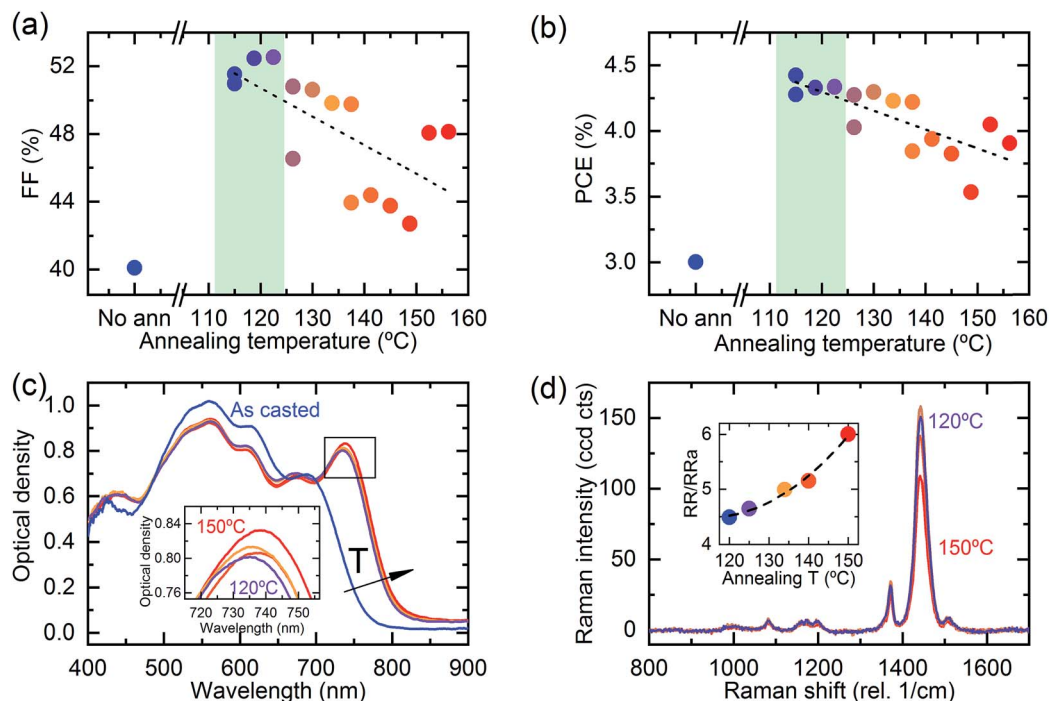 (a)
FF (%)
52
48
44
40
No ann
110
120
130
140
150
160
Annealing temperature (ºC)
(b)
PCE (%)
4.5
4.0
3.5
3.0
No ann
110
120
130
140
150
160
Annealing temperature (ºC)
(c)
Optical density
1.0
0.8
0.6
0.4
0.2
0.0
As casted
T
Optical density
0.84
0.80
0.76
150ºC
120ºC
720 730 740 750
Wavelength (nm)
400 500 600 700 800 900
Wavelength (nm)
(d)
Raman intensity (ccd cts)
150
100
50
0
RR/RRa
6
5
4
120 130 140 150
Annealing T (ºC)
120ºC
150ºC
800 1000 1200 1400 1600
Raman shift (rel. 1/cm)